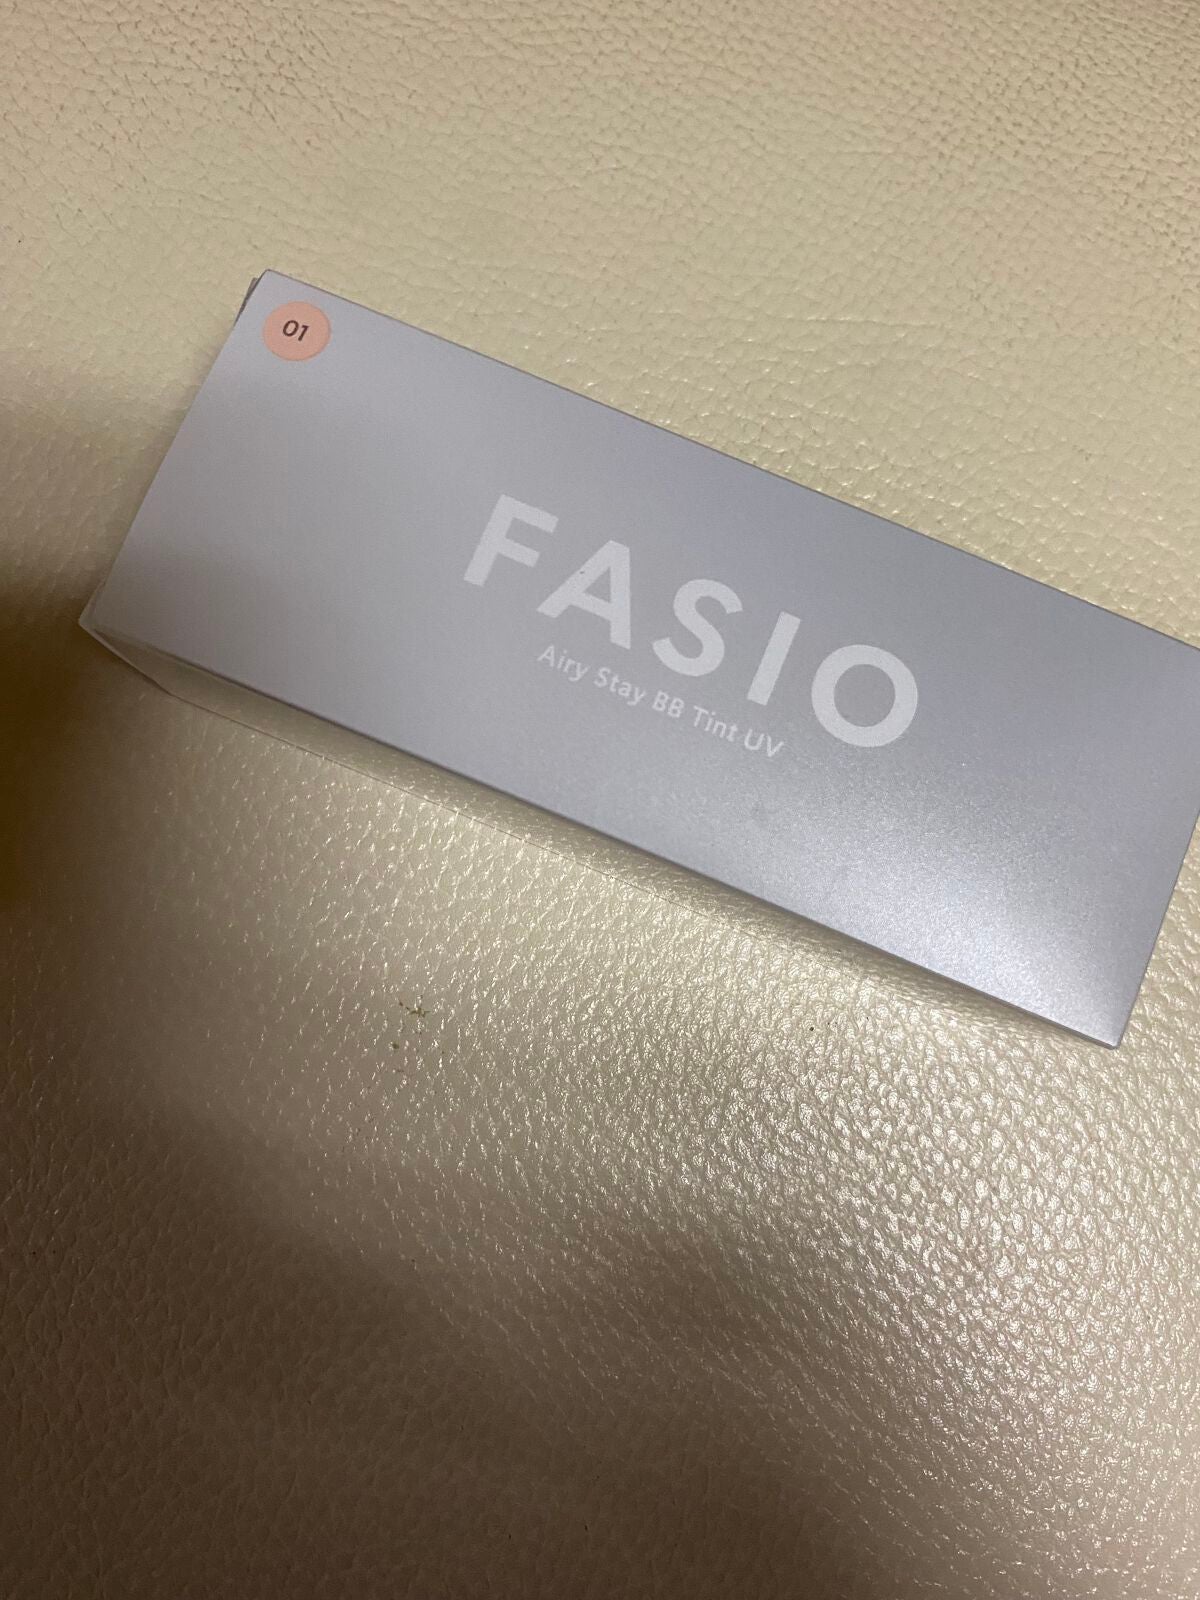 01
FASIO
Airy Stay BB Tint UV